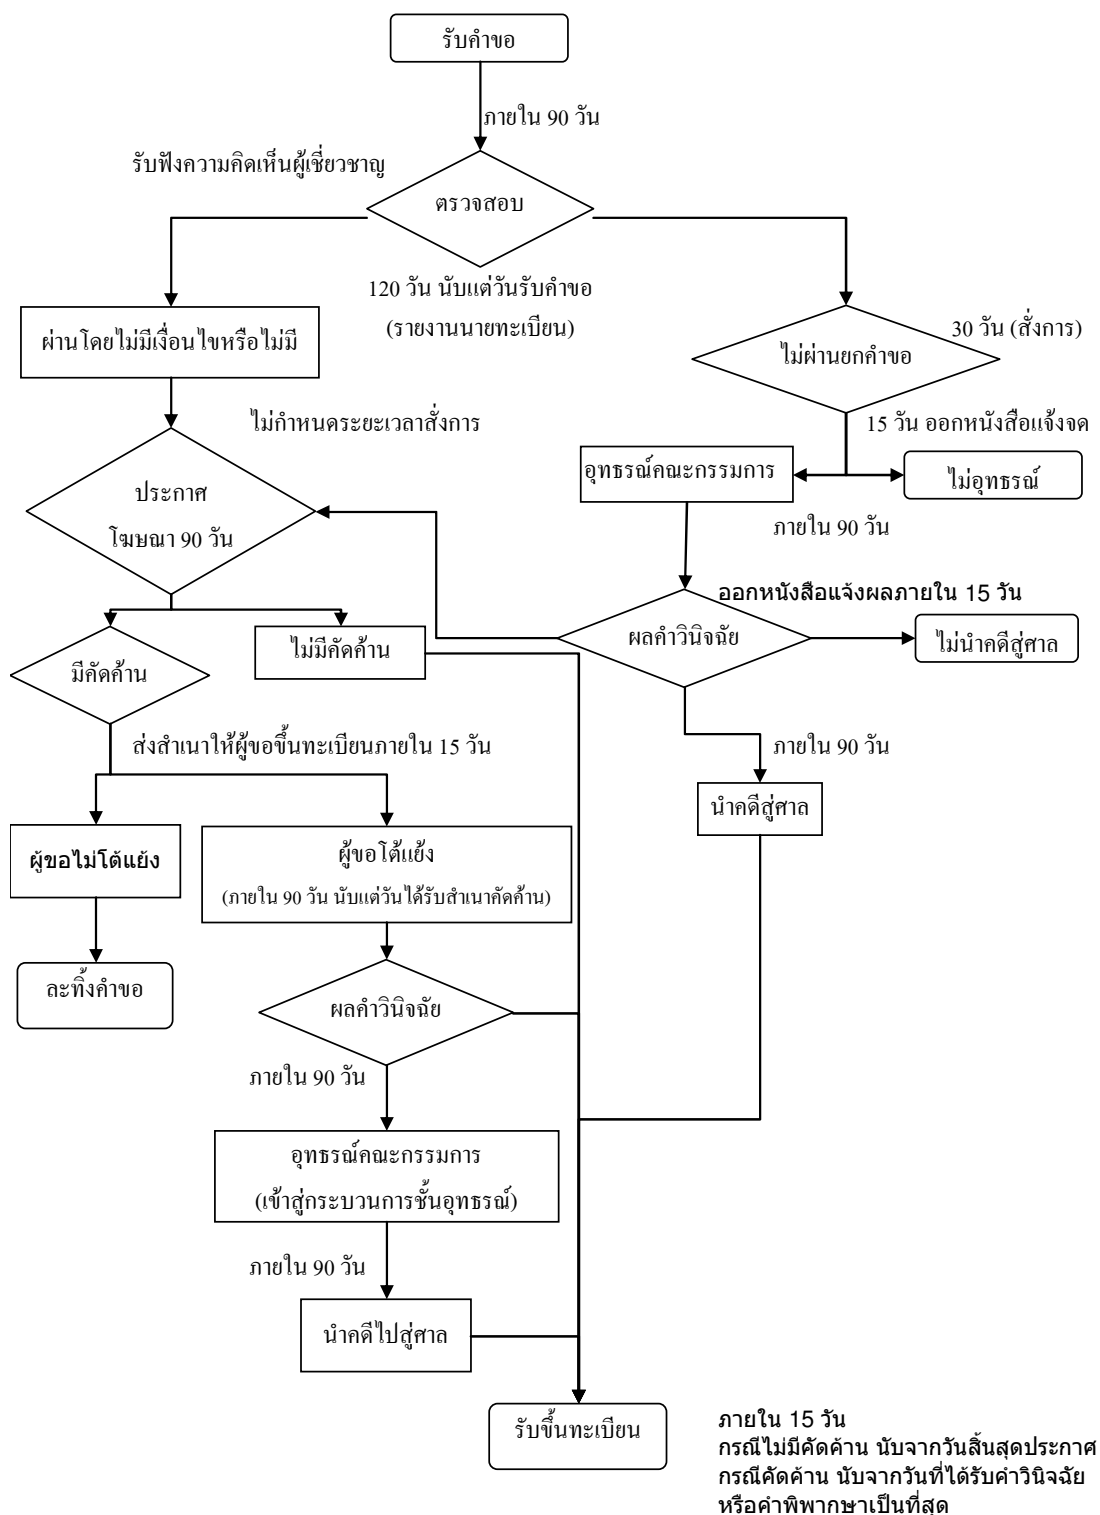 รับคำขอ
ภายใน 90 วัน
รับฟังความคิดเห็นผู้เชี่ยวชาญ
ตรวจสอบ
120 วัน นับแต่วันรับคำขอ
(รายงานนายทะเบียน)
ผ่านโดยไม่มีเงื่อนไขหรือไม่มี
30 วัน (สั่งการ)
ไม่ผ่านยกคำขอ
ไม่กำหนดระยะเวลาสั่งการ
15 วัน ออกหนังสือแจ้งจด
อุทธรณ์คณะกรรมการ
ไม่อุทธรณ์
ประกาศ
โฆษณา 90 วัน
ภายใน 90 วัน
ออกหนังสือแจ้งผลภายใน 15 วัน
ผลคำวินิจฉัย
ไม่นำคดีสู่ศาล
ไม่มีคัดค้าน
มีคัดค้าน
ส่งสำเนาให้ผู้ขอขึ้นทะเบียนภายใน 15 วัน
ภายใน 90 วัน
นำคดีสู่ศาล
ผู้ขอไม่โต้แย้ง
ผู้ขอโต้แย้ง
(ภายใน 90 วัน นับแต่วันได้รับสำเนาคัดค้าน)
ละทิ้งคำขอ
ผลคำวินิจฉัย
ภายใน 90 วัน
อุทธรณ์คณะกรรมการ
(เข้าสู่กระบวนการชั้นอุทธรณ์)
ภายใน 90 วัน
นำคดีไปสู่ศาล
รับขึ้นทะเบียน
ภายใน 15 วัน
กรณีไม่มีคัดค้าน นับจากวันสิ้นสุดประกาศ
กรณีคัดค้าน นับจากวันที่ได้รับคำวินิจฉัย
หรือคำพิพากษาเป็นที่สุด